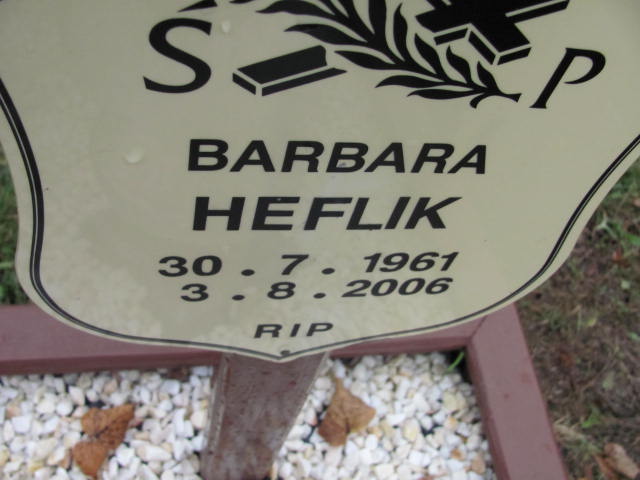 S P
BARBARA
HEFLIK
30 . 7 . 1961
3 . 8 . 2006
RIP